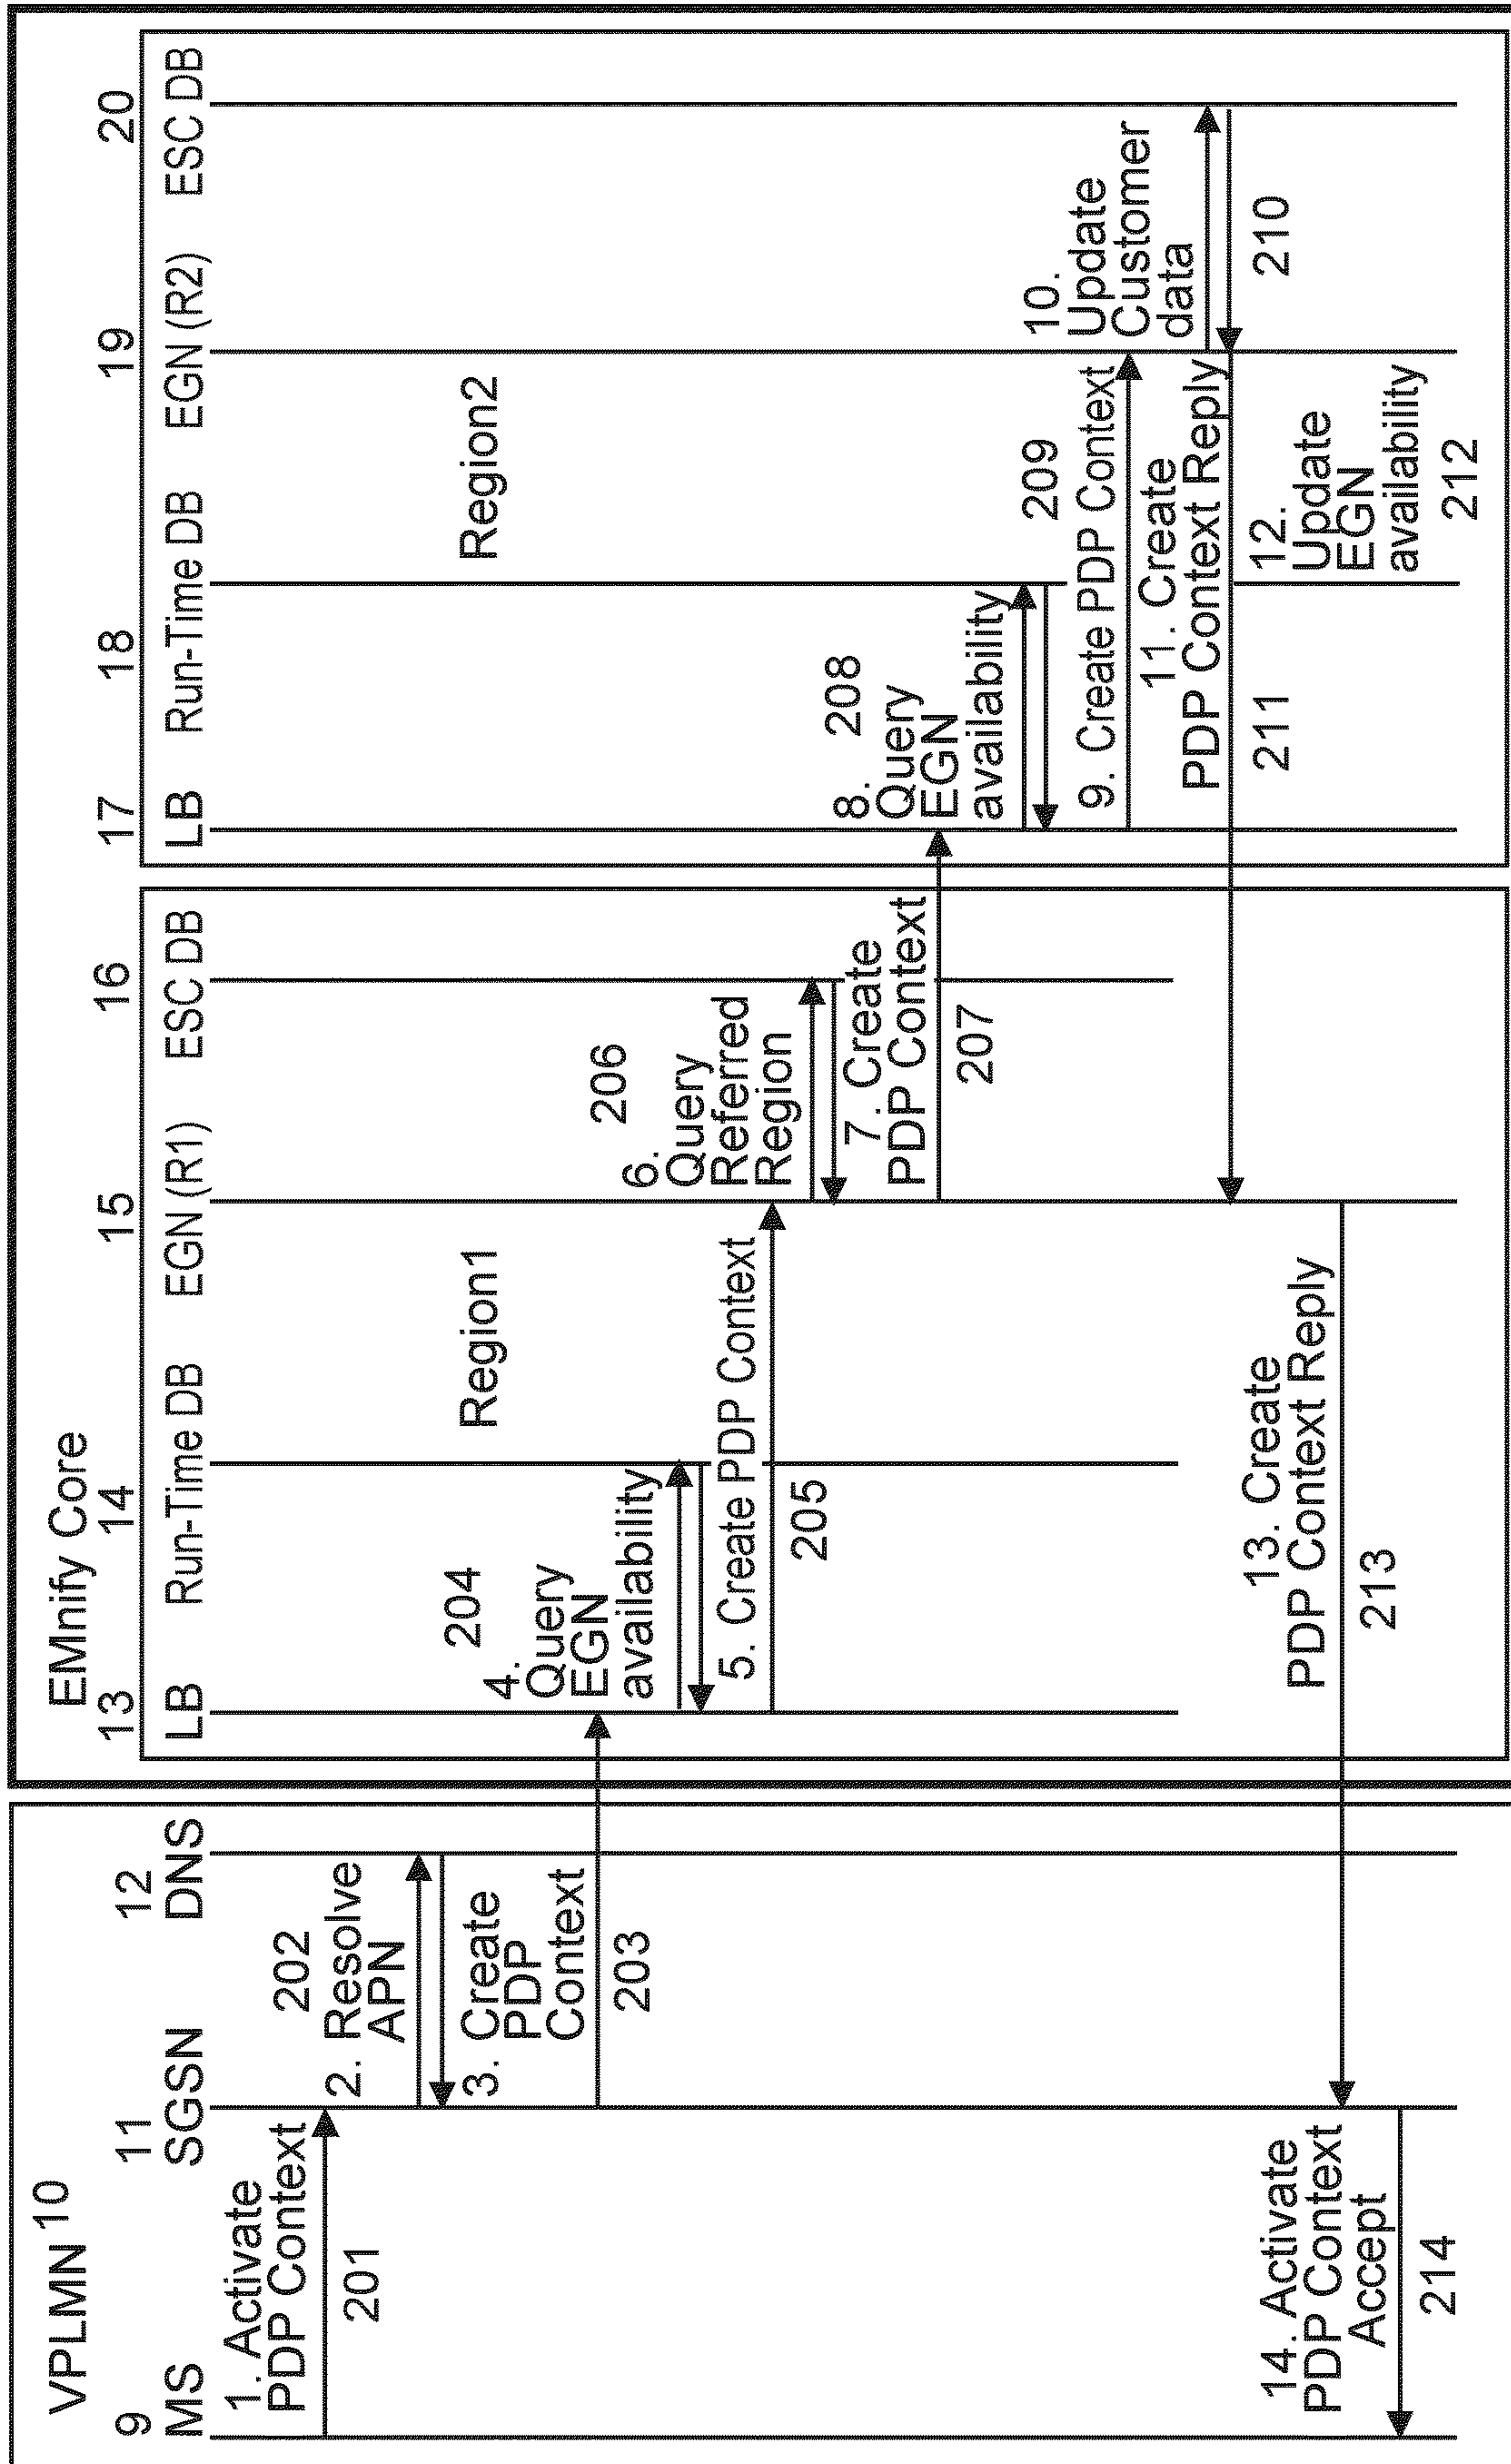 VPLMN 10
9
MS
11
SGSN
12
DNS
EMnify Core
13
LB
14
Run-Time DB
15
EGN (R1)
16
ESC DB
17
LB
18
Run-Time DB
19
EGN (R2)
20
ESC DB
Region1
Region2
1. Activate
PDP Context
201
202
2. Resolve
APN
3. Create
PDP
Context
203
204
4.
Query
EGN
availability
5. Create PDP Context
205
206
6.
Query
Referred
Region
7. Create
PDP Context
207
208
8.
Query
EGN
availability
209
9. Create PDP Context
10.
Update
Customer
data
210
11. Create
PDP Context Reply
211
12.
Update
EGN
availability
212
13. Create
PDP Context Reply
213
14. Activate
PDP Context
Accept
214